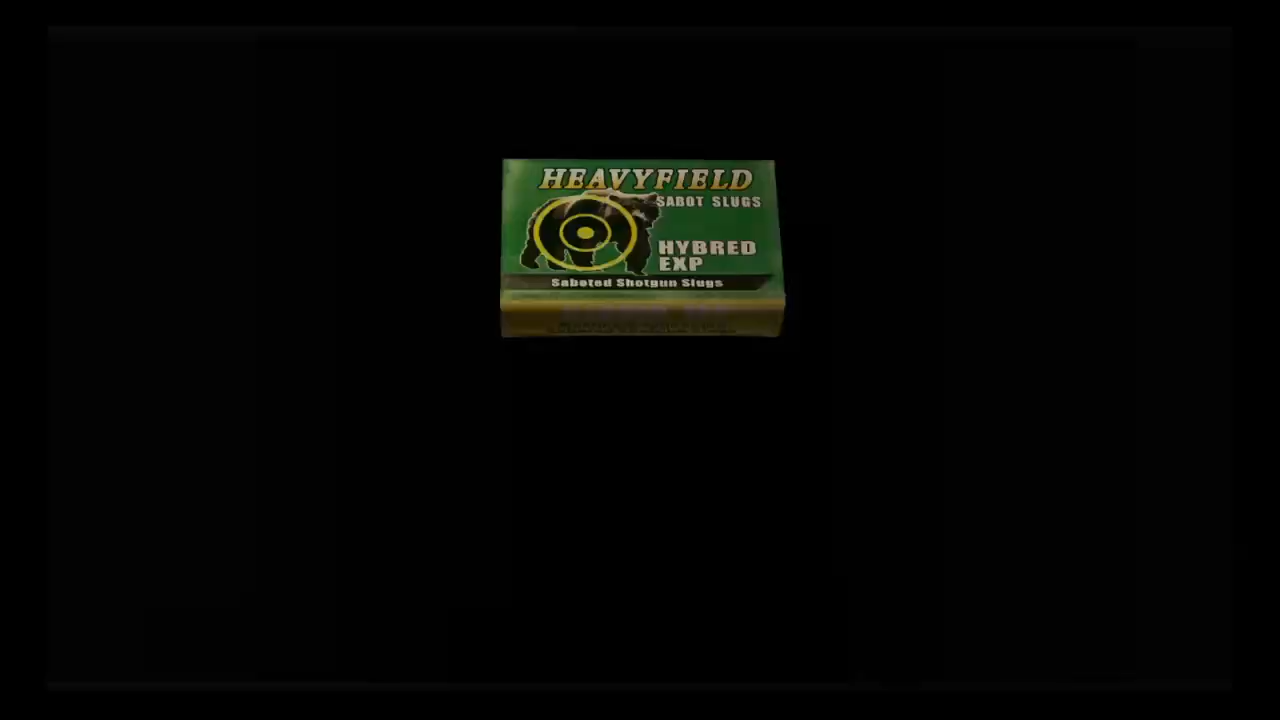 HEAVYFIELD
SABOT SLUGS
HYBRED
EXP
Saboted Shotgun Slugs